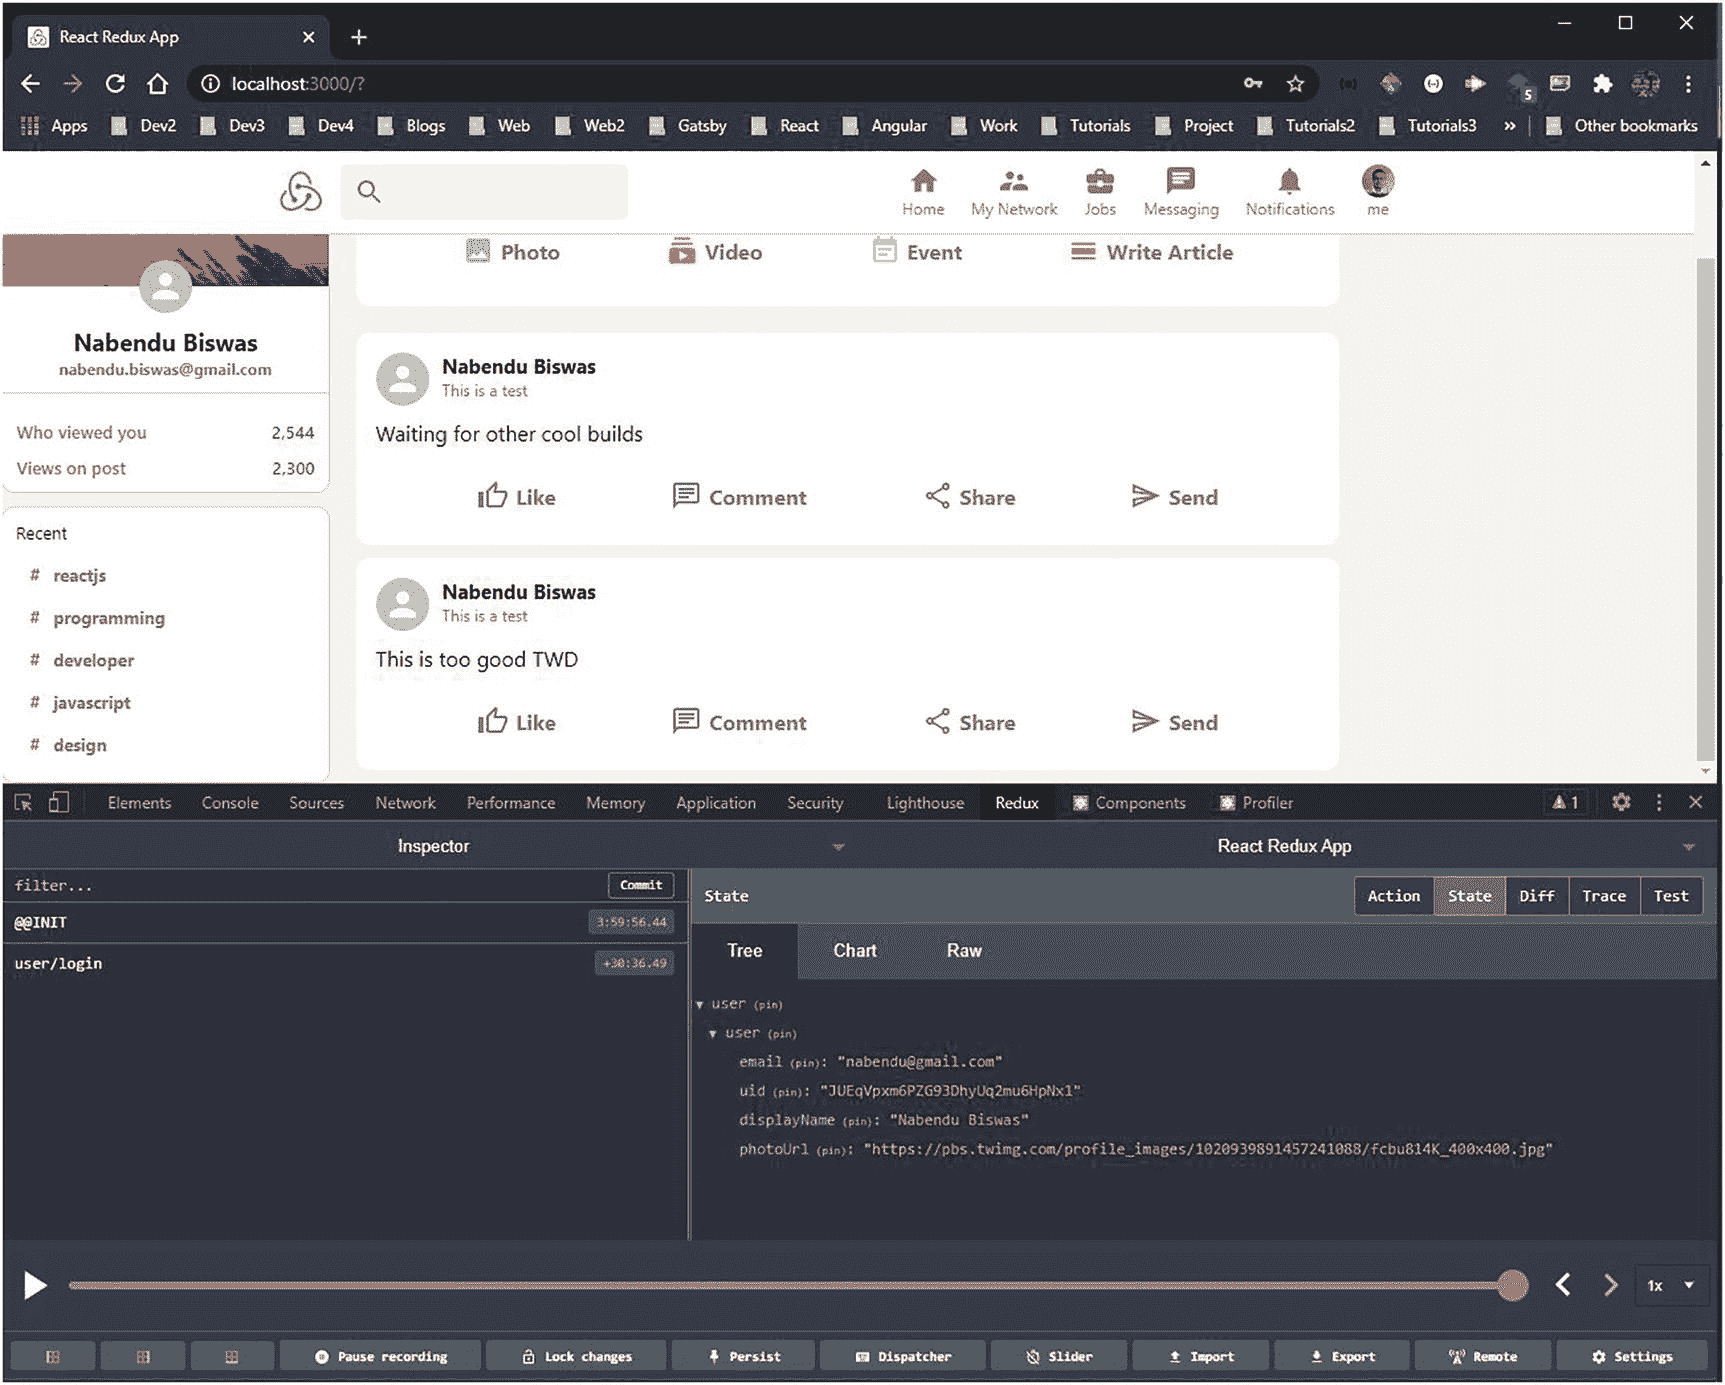 React Redux App
localhost:3000/?
Apps Dev2 Dev3 Dev4 Blogs Web Web2 Gatsby React Angular Work Tutorials Project Tutorials2 Tutorials3 » Other bookmarks
S
Home My Network Jobs Messaging Notifications me
Photo Video Event Write Article
Nabendu Biswas
nabendu.biswas@gmail.com
Who viewed you 2,544
Views on post 2,300
Recent
# reactjs
# programming
# developer
# javascript
# design
Nabendu Biswas
This is a test
Waiting for other cool builds
Like Comment Share Send
Nabendu Biswas
This is a test
This is too good TWD
Like Comment Share Send
Elements Console Sources Network Performance Memory Application Security Lighthouse Redux Components Profiler 1
Inspector React Redux App
filter... Commit
@@INIT 3:59:56.44
user/login +30:36.49
State Action State Diff Trace Test
Tree Chart Raw
user (pin)
user (pin)
email (pin): "nabendu@gmail.com"
uid (pin): "JUEqVpxm6PZG93DhyUq2mu6HpNx1"
displayName (pin): "Nabendu Biswas"
photoUrl (pin): "https://pbs.twimg.com/profile_images/1020939891457241088/fcbu814K_400x400.jpg"
1x
Pause recording Lock changes Persist Dispatcher Slider Import Export Remote Settings